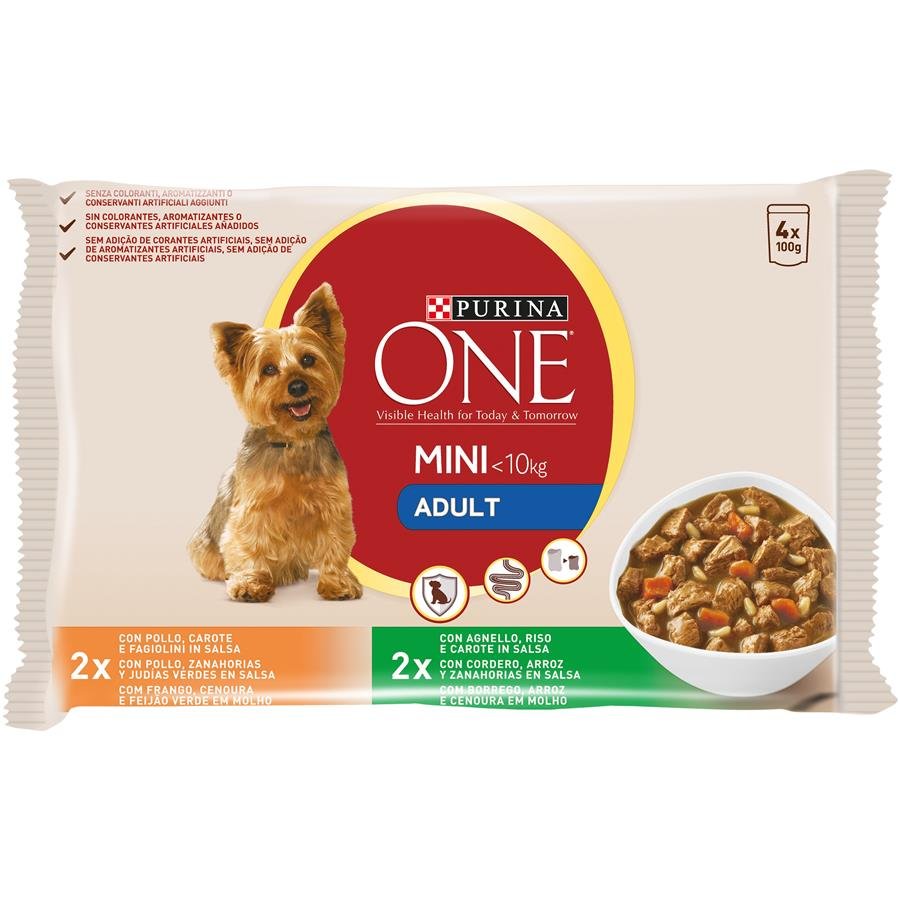 SENZA COLORANTI, AROMATIZZANTI O
CONSERVANTI ARTIFICIALI AGGIUNTI
SIN COLORANTES, AROMATIZANTES O
CONSERVANTES ARTIFICIALES AÑADIDOS
SEM ADIÇÃO DE CORANTES ARTIFICIAIS, SEM ADIÇÃO
DE AROMATIZANTES ARTIFICIAIS, SEM ADIÇÃO DE
CONSERVANTES ARTIFICIAIS
4x
100g
PURINA
ONE®
Visible Health for Today & Tomorrow
MINI <10kg
ADULT
2x
CON POLLO, CAROTE
E FAGIOLINI IN SALSA
CON POLLO, ZANAHORIAS
Y JUDÍAS VERDES EN SALSA
COM FRANGO, CENOURA
E FEIJÃO VERDE EM MOLHO
2x
CON AGNELLO, RISO
E CAROTE IN SALSA
CON CORDERO, ARROZ
Y ZANAHORIAS EN SALSA
COM BORREGO, ARROZ
E CENOURA EM MOLHO